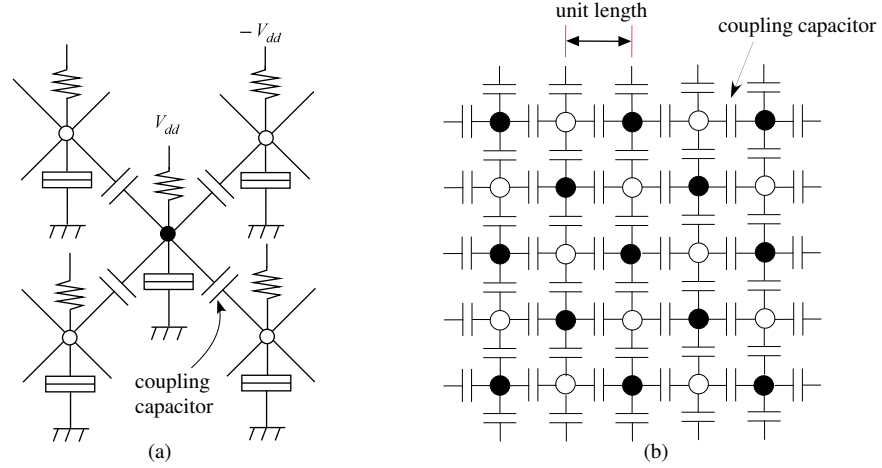 − V_dd
V_dd
coupling
capacitor
(a)
unit length
coupling capacitor
(b)